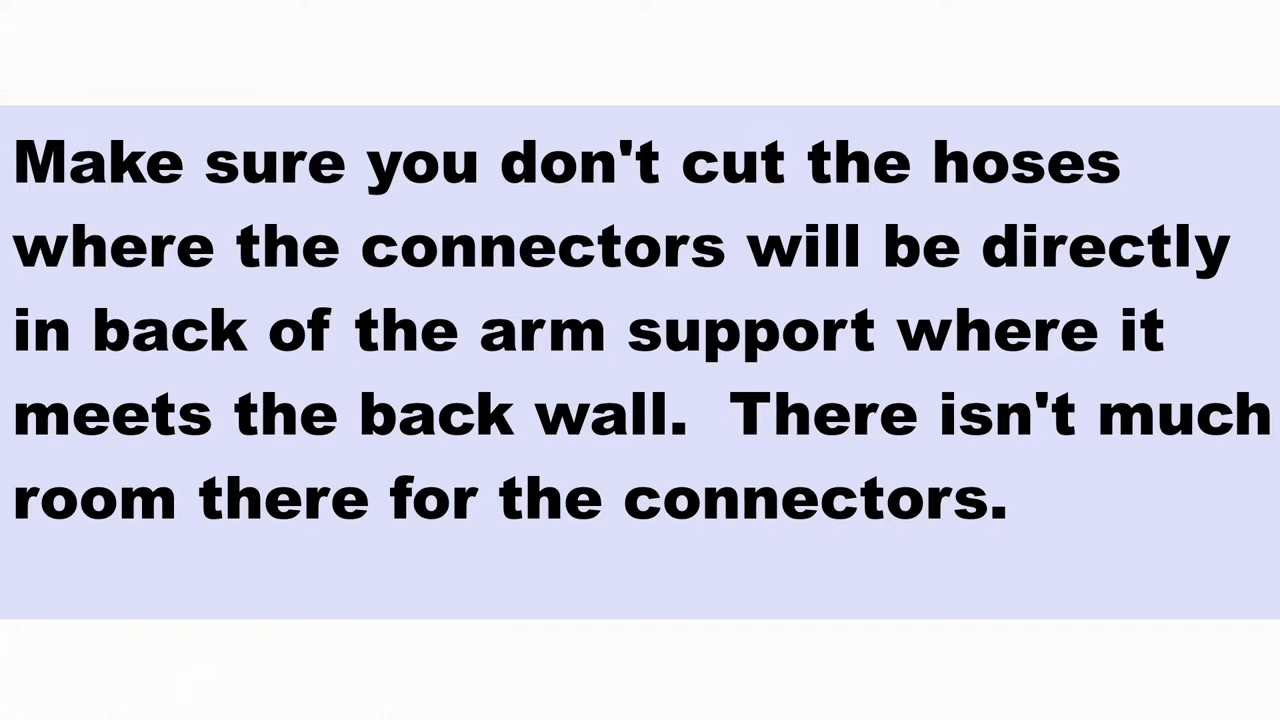 Make sure you don't cut the hoses
where the connectors will be directly
in back of the arm support where it
meets the back wall.  There isn't much
room there for the connectors.